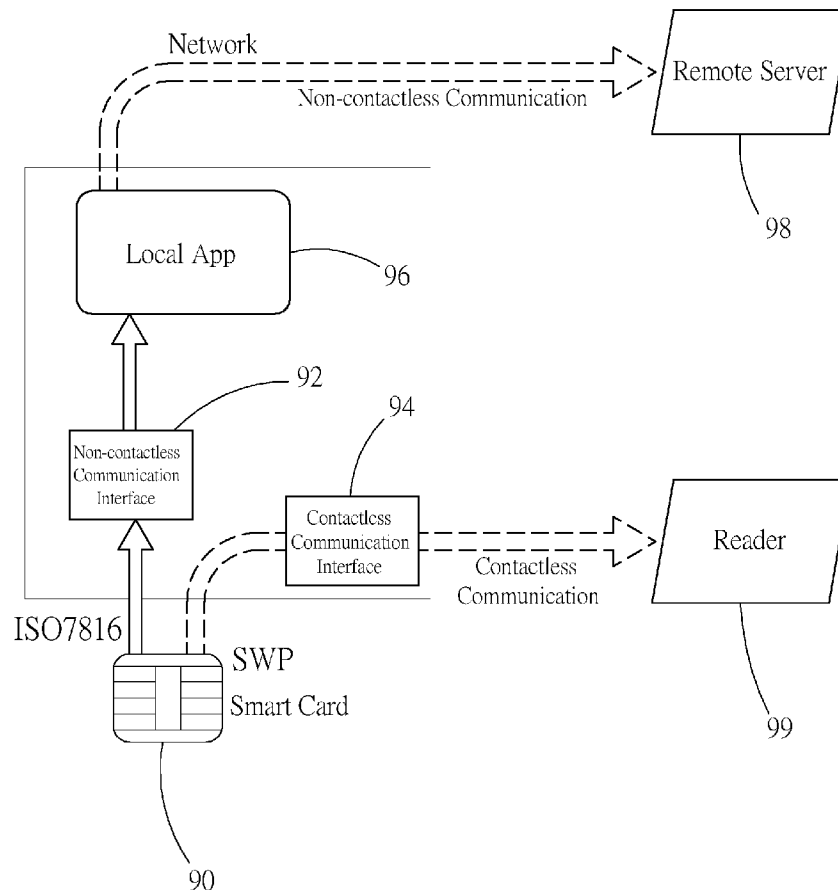 Network
Remote Server
Non-contactless Communication
98
Local App
96
92
94
Non-contactless
Communication
Interface
Contactless
Communication
Interface
Reader
Contactless
Communication
ISO7816
SWP
Smart Card
99
90